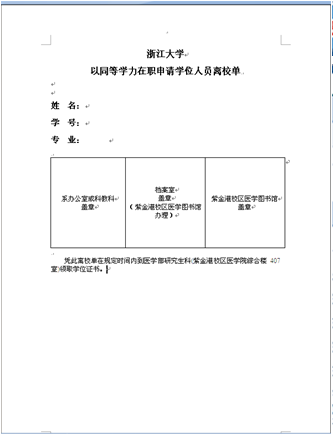 浙江大学
以同等学力在职申请学位人员离校单
姓 名：
学 号：
专 业：
系办公室或科教科
盖章
档案室
盖章
（紫金港校区医学图书馆
办理）
紫金港校区医学图书馆
盖章
凭此离校单在规定时间内到医学部研究生科(紫金港校区医学院综合楼 407
室)领取学位证书。